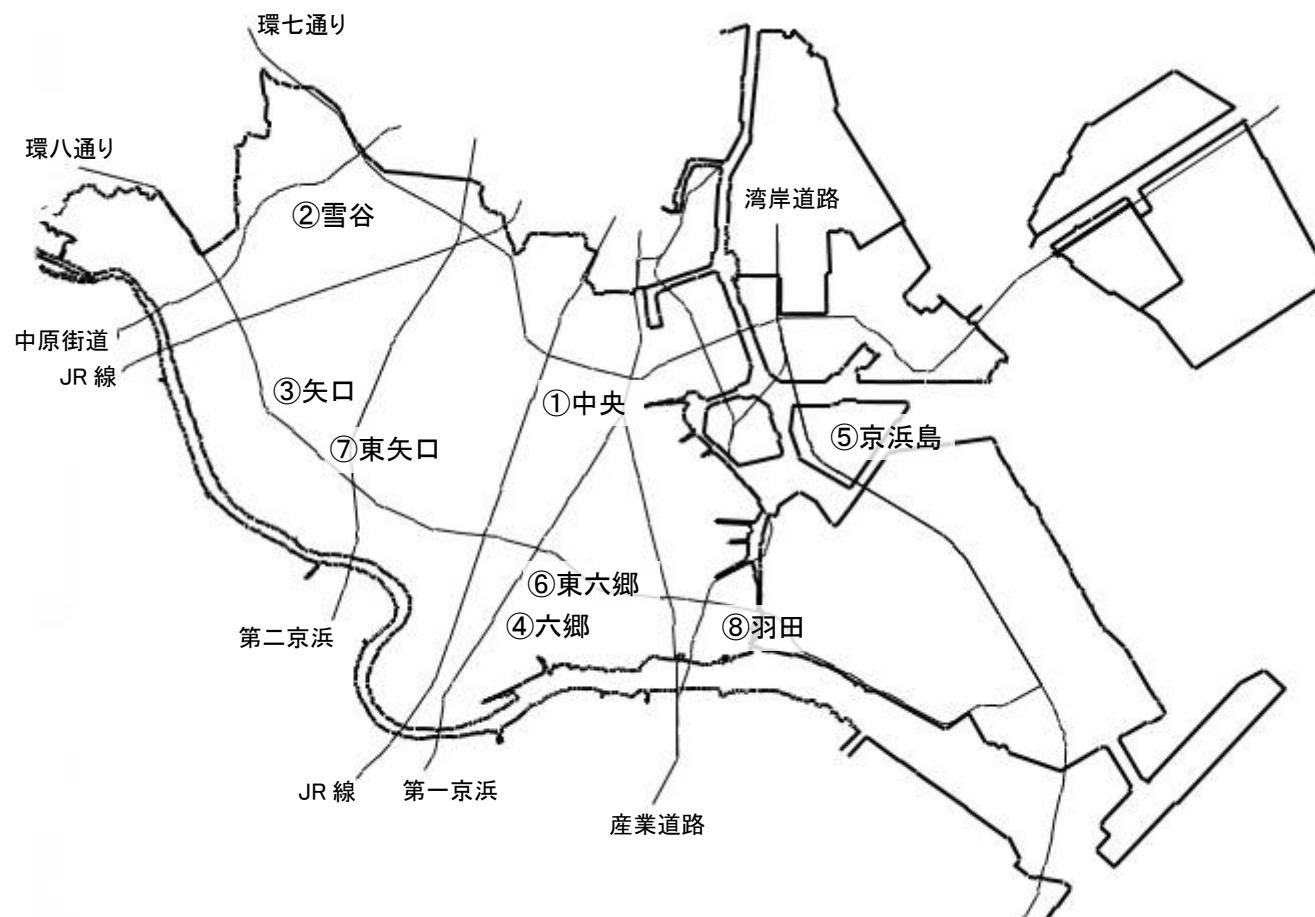 環七通り
環八通り
②雪谷
湾岸道路
中原街道
JR 線
③矢口
①中央
⑦東矢口
⑤京浜島
⑥東六郷
④六郷
⑧羽田
第二京浜
JR 線
第一京浜
産業道路